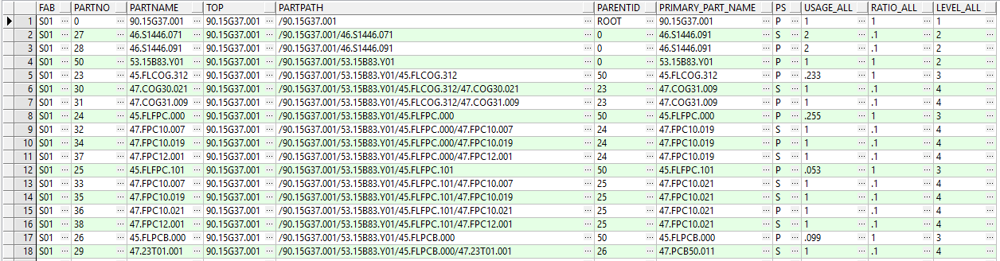 FAB PARTNO PARTNAME TOP PARTPATH PARENTID PRIMARY_PART_NAME PS USAGE_ALL RATIO_ALL LEVEL_ALL
1 S01 0 90.15G37.001 90.15G37.001 /90.15G37.001 ROOT 90.15G37.001 P 1 1 1
2 S01 27 46.S1446.071 90.15G37.001 /90.15G37.001/46.S1446.071 0 46.S1446.091 S 2 .1 2
3 S01 28 46.S1446.091 90.15G37.001 /90.15G37.001/46.S1446.091 0 46.S1446.091 P 2 .1 2
4 S01 50 53.15B83.Y01 90.15G37.001 /90.15G37.001/53.15B83.Y01 0 53.15B83.Y01 P 1 1 2
5 S01 23 45.FLCOG.312 90.15G37.001 /90.15G37.001/53.15B83.Y01/45.FLCOG.312 50 45.FLCOG.312 P .233 1 3
6 S01 30 47.COG30.021 90.15G37.001 /90.15G37.001/53.15B83.Y01/45.FLCOG.312/47.COG30.021 23 47.COG31.009 S 1 .1 4
7 S01 31 47.COG31.009 90.15G37.001 /90.15G37.001/53.15B83.Y01/45.FLCOG.312/47.COG31.009 23 47.COG31.009 P 1 .1 4
8 S01 24 45.FLFPC.000 90.15G37.001 /90.15G37.001/53.15B83.Y01/45.FLFPC.000 50 45.FLFPC.000 P .255 1 3
9 S01 32 47.FPC10.007 90.15G37.001 /90.15G37.001/53.15B83.Y01/45.FLFPC.000/47.FPC10.007 24 47.FPC10.019 S 1 .1 4
10 S01 34 47.FPC10.019 90.15G37.001 /90.15G37.001/53.15B83.Y01/45.FLFPC.000/47.FPC10.019 24 47.FPC10.019 P 1 .1 4
11 S01 37 47.FPC12.001 90.15G37.001 /90.15G37.001/53.15B83.Y01/45.FLFPC.000/47.FPC12.001 24 47.FPC10.019 S 1 .1 4
12 S01 25 45.FLFPC.101 90.15G37.001 /90.15G37.001/53.15B83.Y01/45.FLFPC.101 50 45.FLFPC.101 P .053 1 3
13 S01 33 47.FPC10.007 90.15G37.001 /90.15G37.001/53.15B83.Y01/45.FLFPC.101/47.FPC10.007 25 47.FPC10.021 S 1 .1 4
14 S01 35 47.FPC10.019 90.15G37.001 /90.15G37.001/53.15B83.Y01/45.FLFPC.101/47.FPC10.019 25 47.FPC10.021 S 1 .1 4
15 S01 36 47.FPC10.021 90.15G37.001 /90.15G37.001/53.15B83.Y01/45.FLFPC.101/47.FPC10.021 25 47.FPC10.021 P 1 .1 4
16 S01 38 47.FPC12.001 90.15G37.001 /90.15G37.001/53.15B83.Y01/45.FLFPC.101/47.FPC12.001 25 47.FPC10.021 S 1 .1 4
17 S01 26 45.FLPCB.000 90.15G37.001 /90.15G37.001/53.15B83.Y01/45.FLPCB.000 50 45.FLPCB.000 P .099 1 3
18 S01 29 47.23T01.001 90.15G37.001 /90.15G37.001/53.15B83.Y01/45.FLPCB.000/47.23T01.001 26 47.PCB50.011 S 1 .1 4